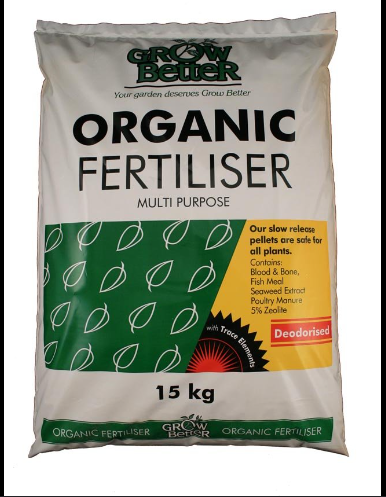 GROW
BETTER
Your garden deserves Grow Better
ORGANIC
FERTILISER
MULTI PURPOSE
Our slow release
pellets are safe for
all plants.
Contains:
Blood & Bone,
Fish Meal
Seaweed Extract
Poultry Manure
5% Zeolite
Deodorised
with Trace Elements
15 kg
ORGANIC FERTILISER GROW BETTER ORGANIC FERTILISER